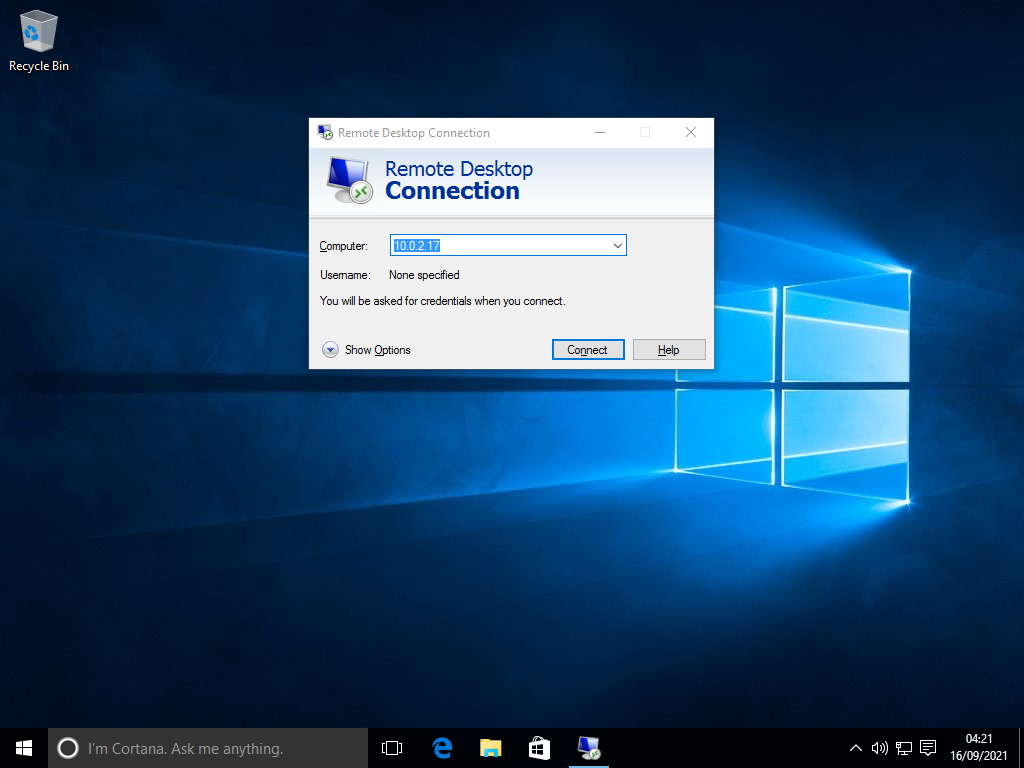 Recycle Bin
Remote Desktop Connection
Remote Desktop
Connection
Computer: 10.0.2.17
Username: None specified
You will be asked for credentials when you connect.
Show Options Connect Help
I'm Cortana. Ask me anything.
04:21
16/09/2021